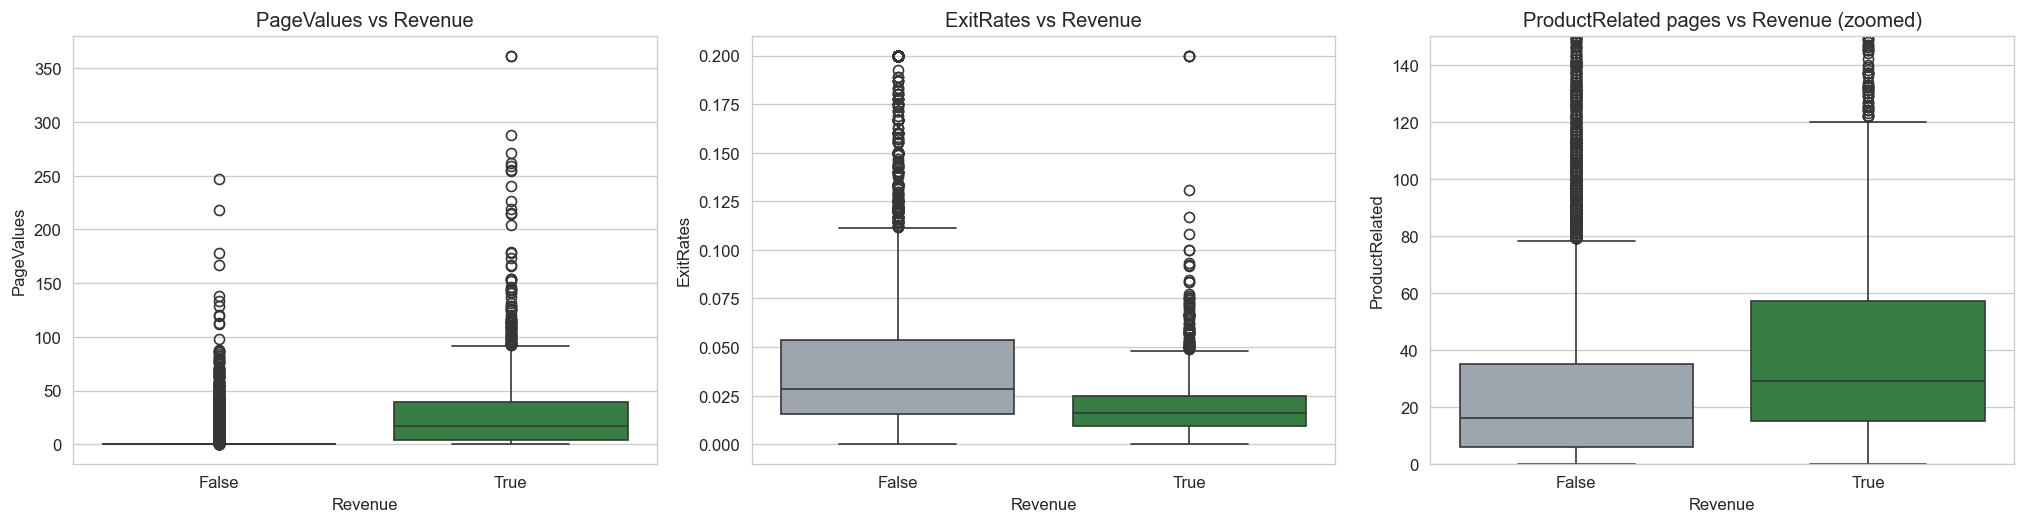 PageValues vs Revenue
350
300
250
200
150
100
50
0
PageValues
False
True
Revenue
ExitRates vs Revenue
0.200
0.175
0.150
0.125
0.100
0.075
0.050
0.025
0.000
ExitRates
False
True
Revenue
ProductRelated pages vs Revenue (zoomed)
140
120
100
80
60
40
20
0
ProductRelated
False
True
Revenue